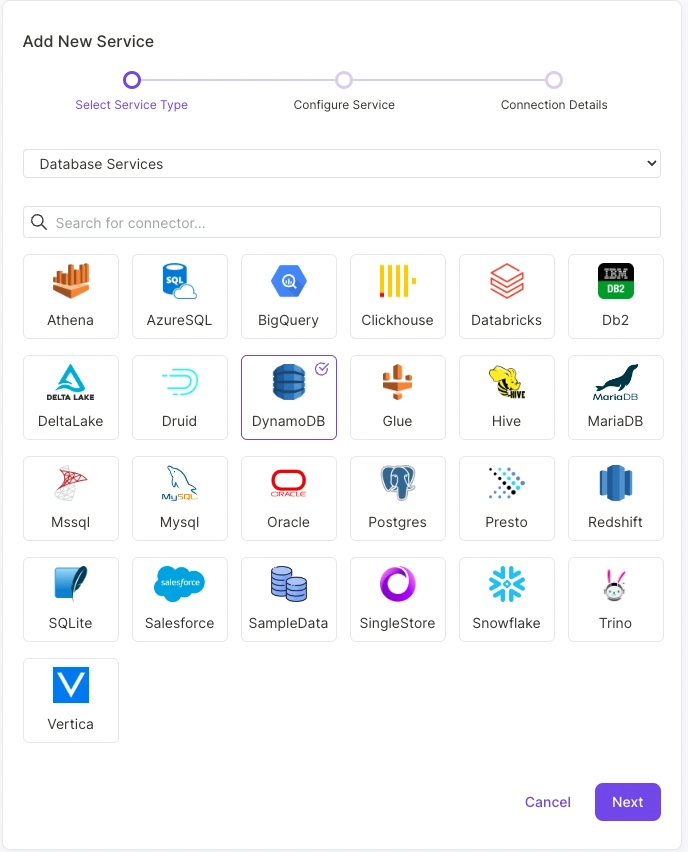 Add New Service
Select Service Type Configure Service Connection Details
Database Services
Search for connector...
SQL IBM DB2
Athena AzureSQL BigQuery Clickhouse Databricks Db2
DELTA LAKE HIVE MariaDB
DeltaLake Druid DynamoDB Glue Hive MariaDB
MySQL ORACLE
Mssql Mysql Oracle Postgres Presto Redshift
salesforce
SQLite Salesforce SampleData SingleStore Snowflake Trino
V
Vertica
Cancel Next